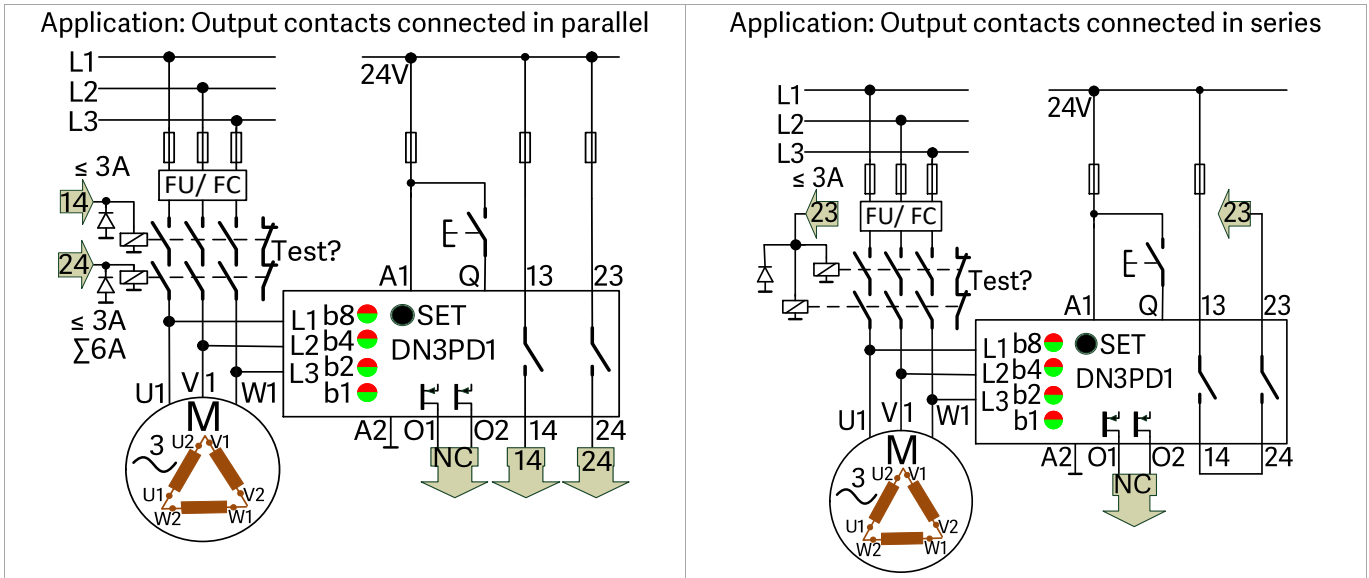 Application: Output contacts connected in parallel
L1
24V
L2
L3
≤ 3A
FU/ FC
14
Test?
24
A1 Q 13 23
≤ 3A
∑6A
L1 b8 SET
L2 b4 DN3PD1
L3 b2
b1
U1 V1 W1
A2 O1 O2 14 24
M
3
U2 V1
NC 14 24
U1 V2
W2 W1
Application: Output contacts connected in series
L1
24V
L2
L3
≤ 3A
23
FU/ FC
23
Test?
A1 Q 13 23
L1 b8 SET
L2 b4 DN3PD1
L3 b2
b1
U1 V1 W1
A2 O1 O2 14 24
M
3
U2 V1
NC
U1 V2
W2 W1